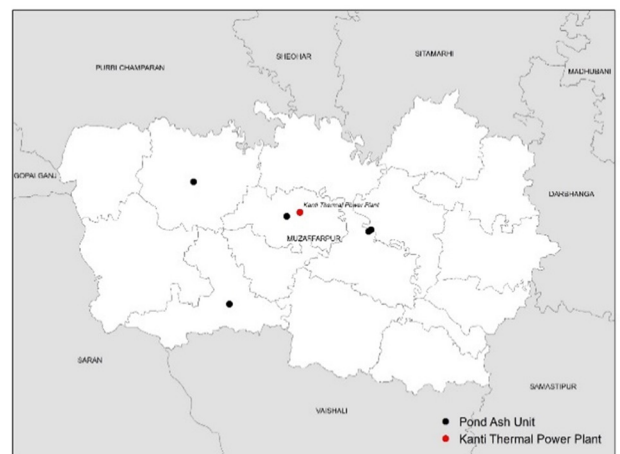 SHEOHAR
SITAMARHI
PURBI CHAMPARAN
MADHUBANI
GOPALGANJ
DARBHANGA
Kanti Thermal Power Plant
MUZAFFARPUR
SARAN
SAMASTIPUR
VAISHALI
Pond Ash Unit
Kanti Thermal Power Plant